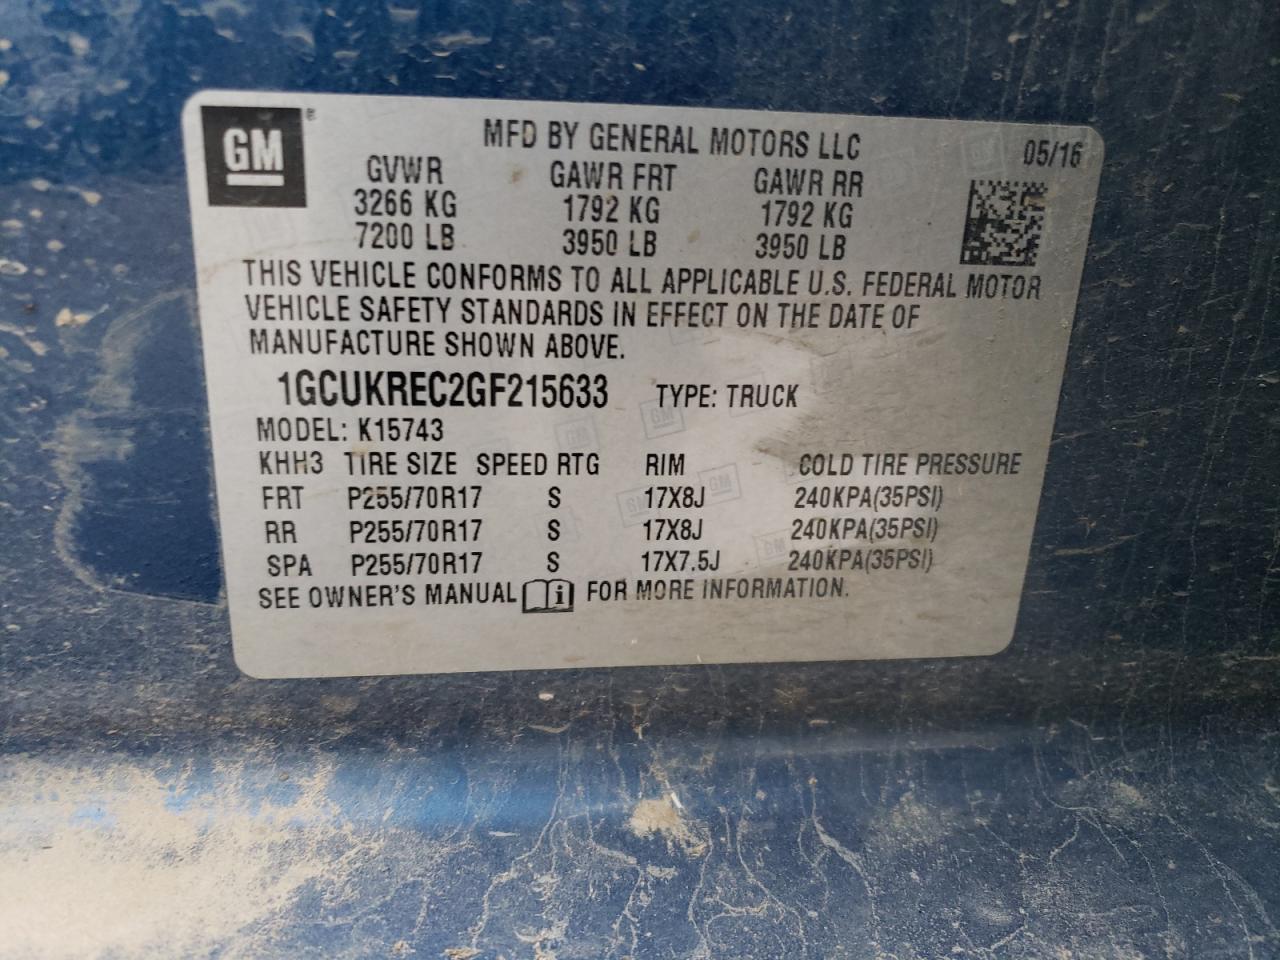 GM ®
MFD BY GENERAL MOTORS LLC 05/16
GVWR GAWR FRT GAWR RR
3266 KG 1792 KG 1792 KG
7200 LB 3950 LB 3950 LB
THIS VEHICLE CONFORMS TO ALL APPLICABLE U.S. FEDERAL MOTOR
VEHICLE SAFETY STANDARDS IN EFFECT ON THE DATE OF
MANUFACTURE SHOWN ABOVE.
1GCUKREC2GF215633 TYPE: TRUCK
MODEL: K15743
KHH3 TIRE SIZE SPEED RTG RIM COLD TIRE PRESSURE
FRT P255/70R17 S 17X8J 240KPA(35PSI)
RR P255/70R17 S 17X8J 240KPA(35PSI)
SPA P255/70R17 S 17X7.5J 240KPA(35PSI)
SEE OWNER'S MANUAL i FOR MORE INFORMATION.